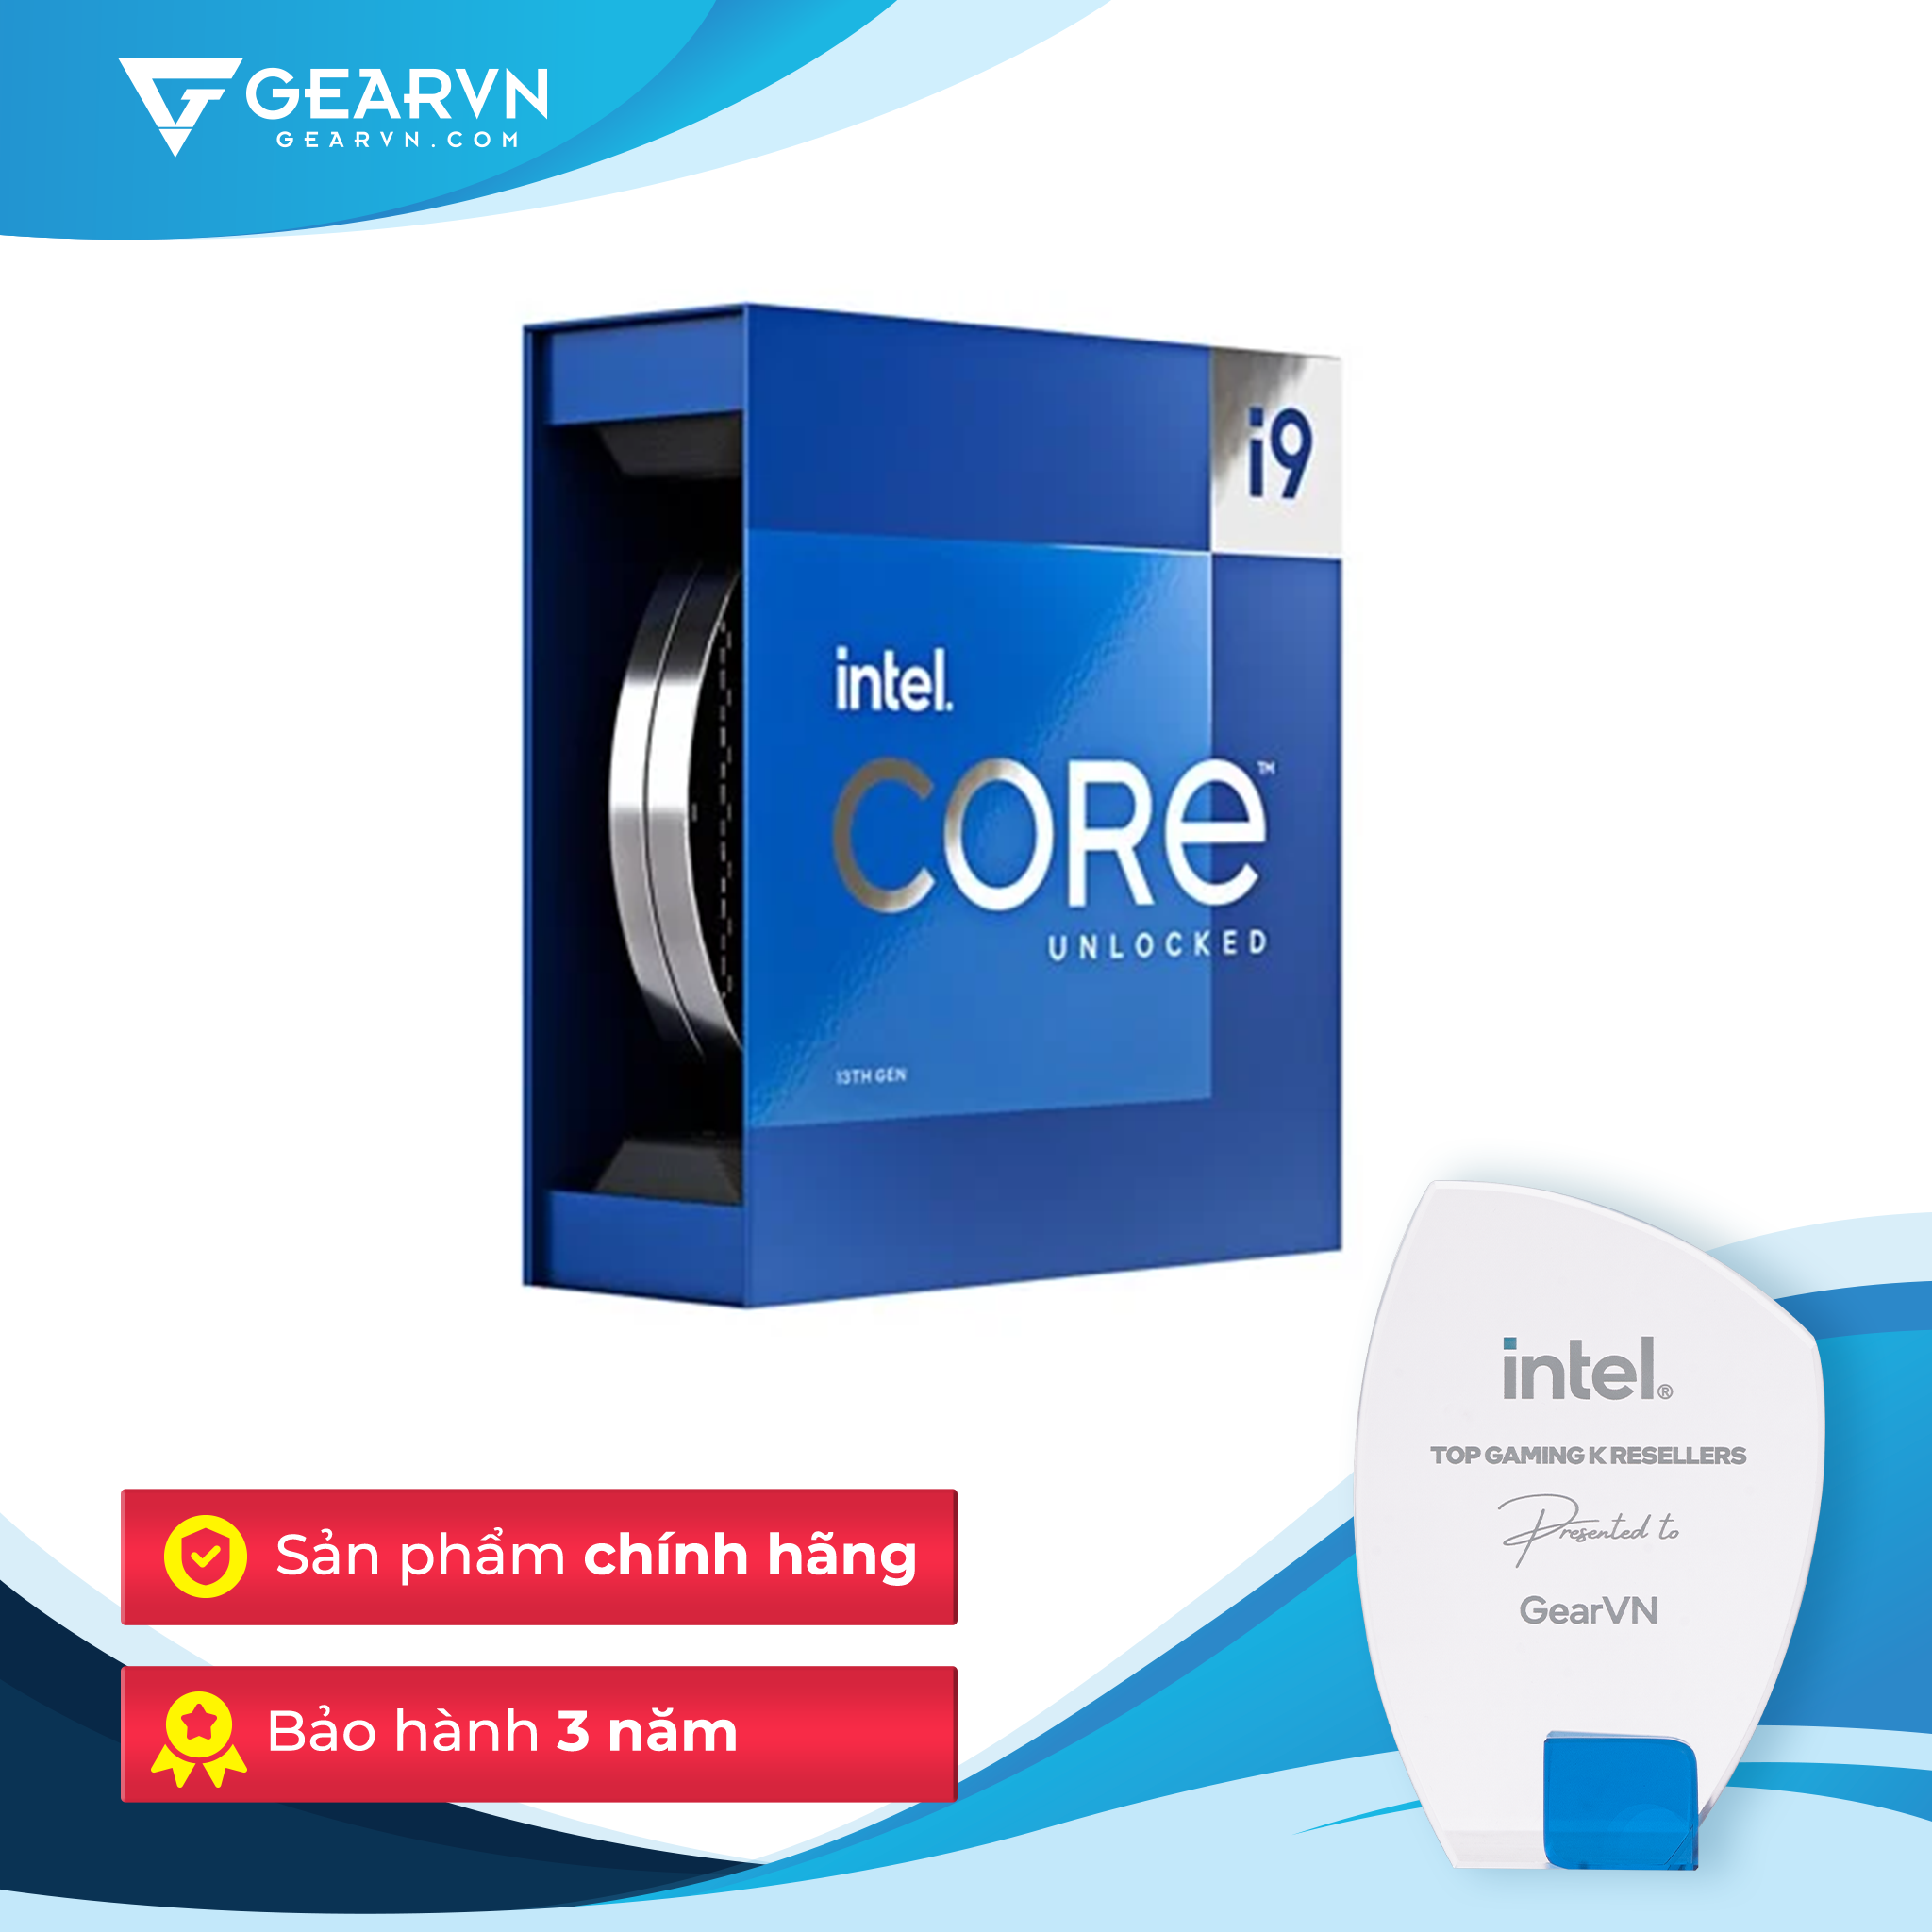 GEARVN
GEARVN.COM
i9
intel.
CORE™
UNLOCKED
13TH GEN
Sản phẩm chính hãng
Bảo hành 3 năm
intel®
TOP GAMING K RESELLERS
Presented to
GearVN